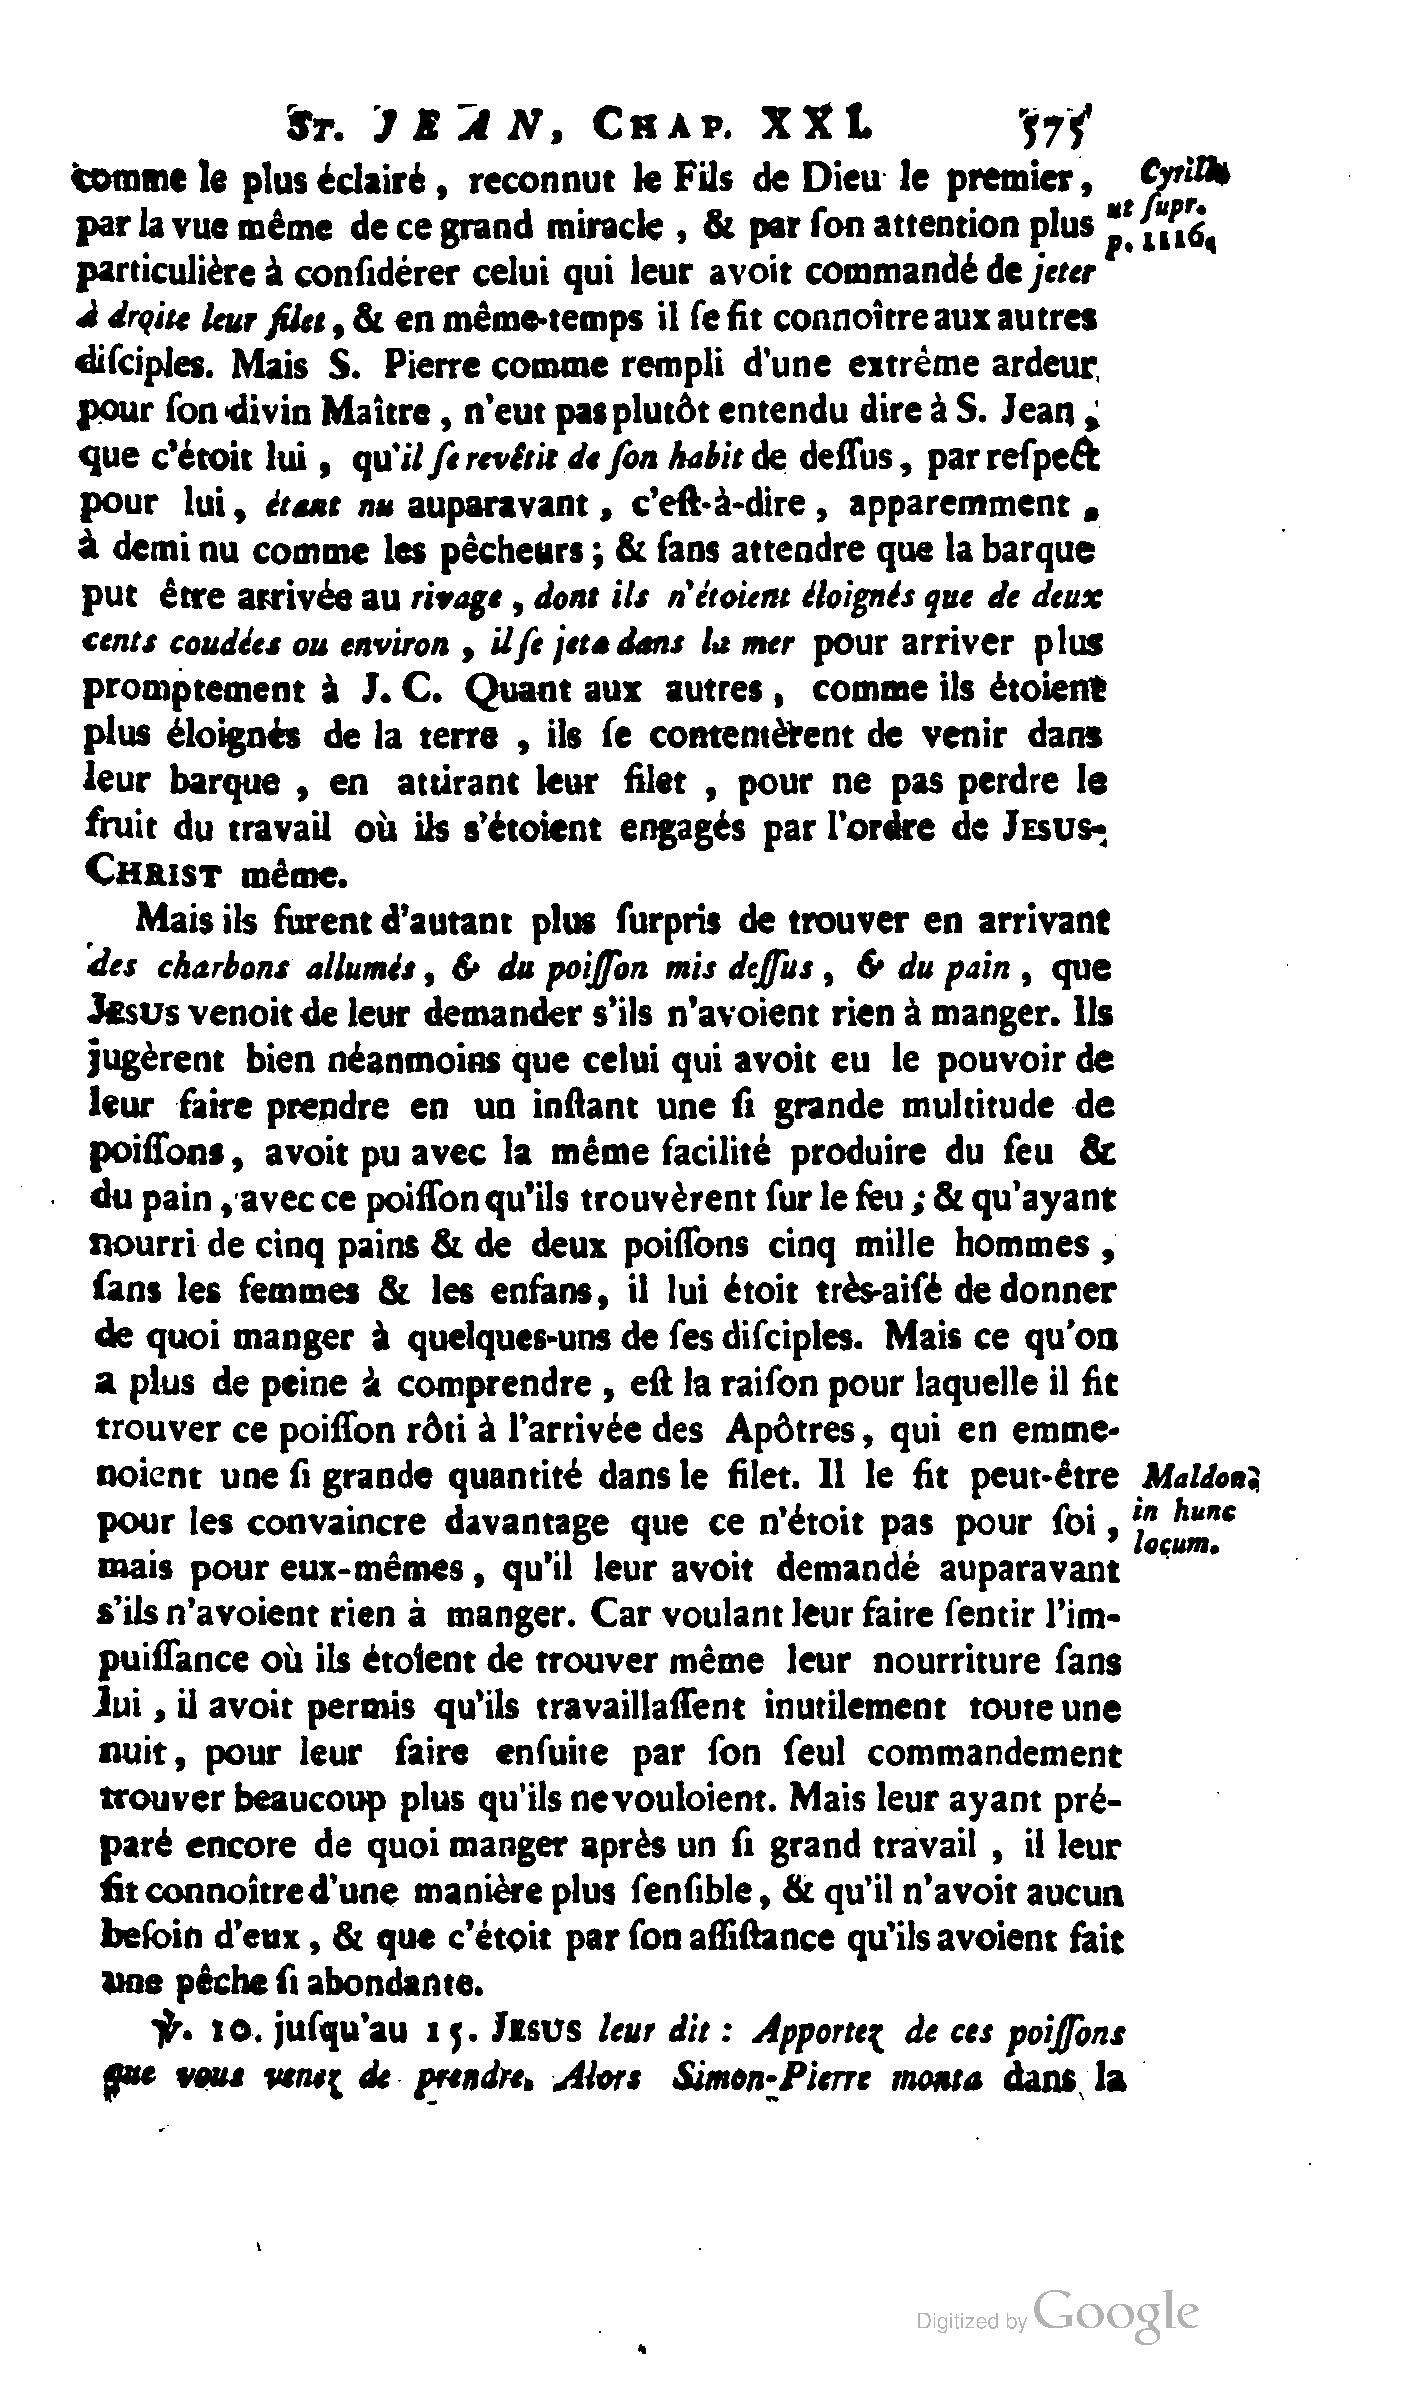 ST. JEAN, CHAP. XXI. 575
comme le plus éclairé, reconnut le Fils de Dieu le premier,
Cyrill.
par la vue même de ce grand miracle, & par ſon attention plus
ut ſupr.
p. 1116.
particulière à conſidérer celui qui leur avoit commandé de jeter
à droite leur filet, & en même-temps il ſe fit connoître aux autres
diſciples. Mais S. Pierre comme rempli d'une extrême ardeur
pour ſon divin Maître, n'eut pas plutôt entendu dire à S. Jean,
que c'étoit lui, qu'il ſe revêtit de ſon habit de deſſus, par reſpect
pour lui, étant nu auparavant, c'eſt-à-dire, apparemment,
à demi nu comme les pêcheurs; & ſans attendre que la barque
put être arrivée au rivage, dont ils n'étoient éloignés que de deux
cents coudées ou environ, il ſe jeta dans la mer pour arriver plus
promptement à J. C. Quant aux autres, comme ils étoient
plus éloignés de la terre, ils ſe contentèrent de venir dans
leur barque, en attirant leur filet, pour ne pas perdre le
fruit du travail où ils s'étoient engagés par l'ordre de JESUS-
CHRIST même.
Mais ils furent d'autant plus ſurpris de trouver en arrivant
des charbons allumés, & du poiſſon mis deſſus, & du pain, que
JESUS venoit de leur demander s'ils n'avoient rien à manger. Ils
jugèrent bien néanmoins que celui qui avoit eu le pouvoir de
leur faire prendre en un inſtant une ſi grande multitude de
poiſſons, avoit pu avec la même facilité produire du feu &
du pain, avec ce poiſſon qu'ils trouvèrent ſur le feu; & qu'ayant
nourri de cinq pains & de deux poiſſons cinq mille hommes,
ſans les femmes & les enfans, il lui étoit très-aiſé de donner
de quoi manger à quelques-uns de ſes diſciples. Mais ce qu'on
a plus de peine à comprendre, eſt la raiſon pour laquelle il fit
trouver ce poiſſon rôti à l'arrivée des Apôtres, qui en emme-
noient une ſi grande quantité dans le filet. Il le fit peut-être
Maldon.
pour les convaincre davantage que ce n'étoit pas pour ſoi,
in hunc
locum.
mais pour eux-mêmes, qu'il leur avoit demandé auparavant
s'ils n'avoient rien à manger. Car voulant leur faire ſentir l'im-
puiſſance où ils étoient de trouver même leur nourriture ſans
lui, il avoit permis qu'ils travaillaſſent inutilement toute une
nuit, pour leur faire enſuite par ſon ſeul commandement
trouver beaucoup plus qu'ils ne vouloient. Mais leur ayant pré-
paré encore de quoi manger après un ſi grand travail, il leur
fit connoître d'une manière plus ſenſible, & qu'il n'avoit aucun
beſoin d'eux, & que c'étoit par ſon aſſiſtance qu'ils avoient fait
une pêche ſi abondante.
℣. 10. juſqu'au 15. JESUS leur dit : Apportez de ces poiſſons
que vous venez de prendre. Alors Simon-Pierre monta dans la
Digitized by Google